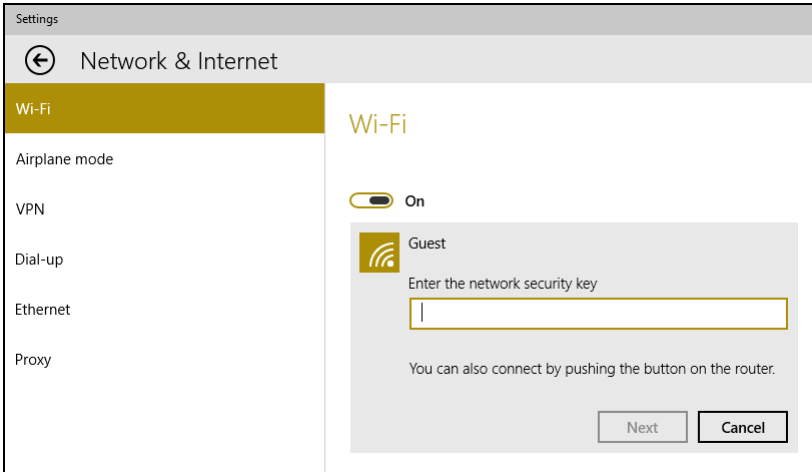 Settings
Network & Internet
Wi-Fi
Airplane mode
VPN
Dial-up
Ethernet
Proxy
Wi-Fi
On
Guest
Enter the network security key
You can also connect by pushing the button on the router.
Next
Cancel